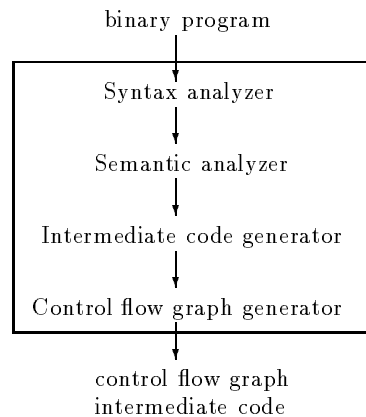 binary program
Syntax analyzer
Semantic analyzer
Intermediate code generator
Control flow graph generator
control flow graph
intermediate code